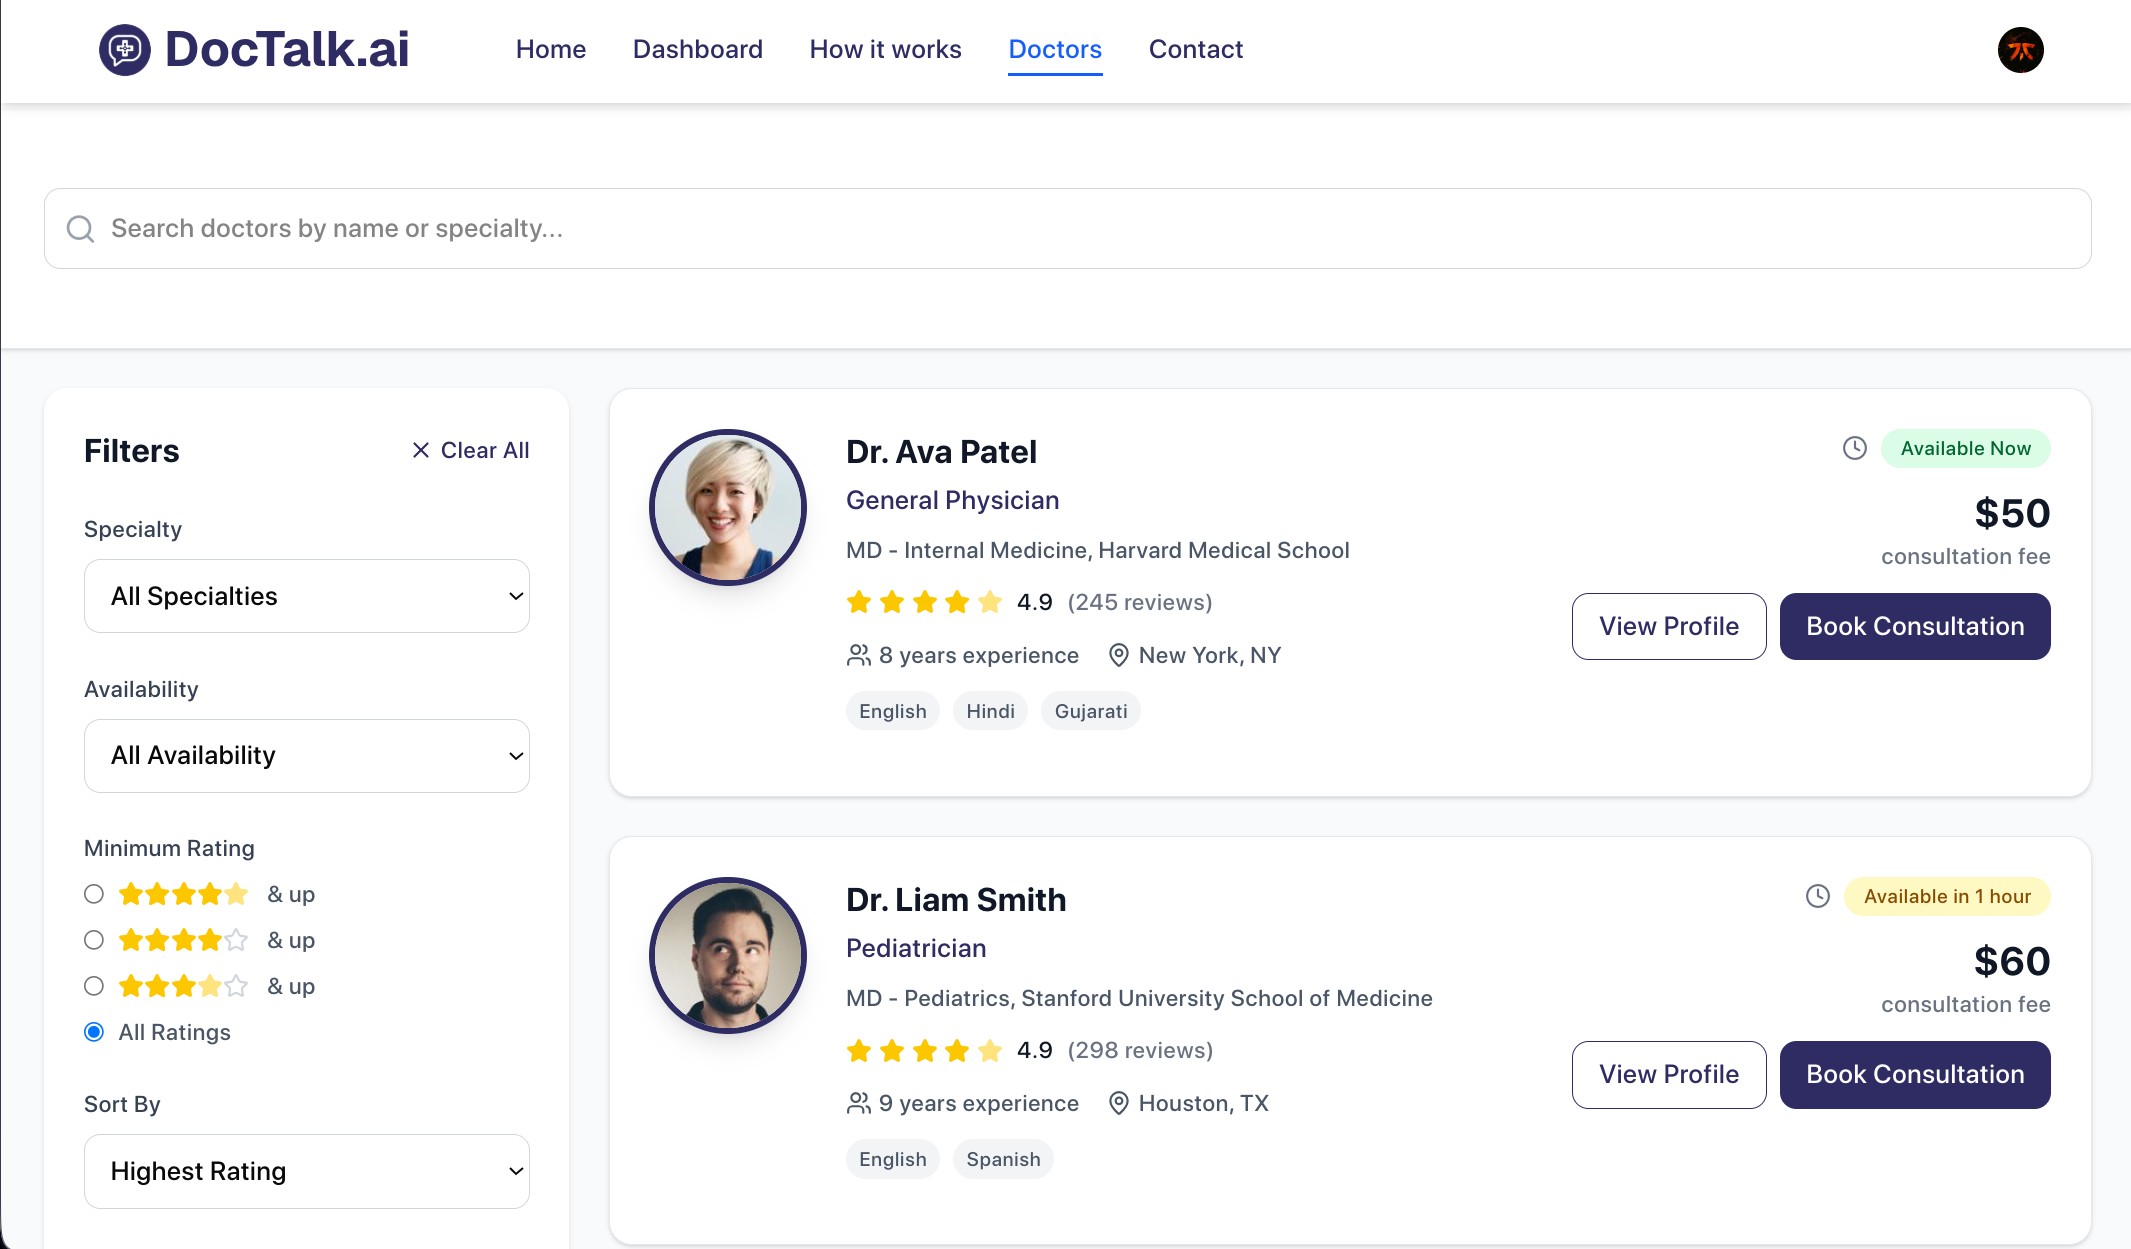 DocTalk.ai
Home
Dashboard
How it works
Doctors
Contact
Search doctors by name or specialty...
Filters
Clear All
Specialty
All Specialties
Availability
All Availability
Minimum Rating
& up
& up
& up
All Ratings
Sort By
Highest Rating
Dr. Ava Patel
General Physician
MD - Internal Medicine, Harvard Medical School
4.9 (245 reviews)
8 years experience
New York, NY
English
Hindi
Gujarati
Available Now
$50
consultation fee
View Profile
Book Consultation
Dr. Liam Smith
Pediatrician
MD - Pediatrics, Stanford University School of Medicine
4.9 (298 reviews)
9 years experience
Houston, TX
English
Spanish
Available in 1 hour
$60
consultation fee
View Profile
Book Consultation